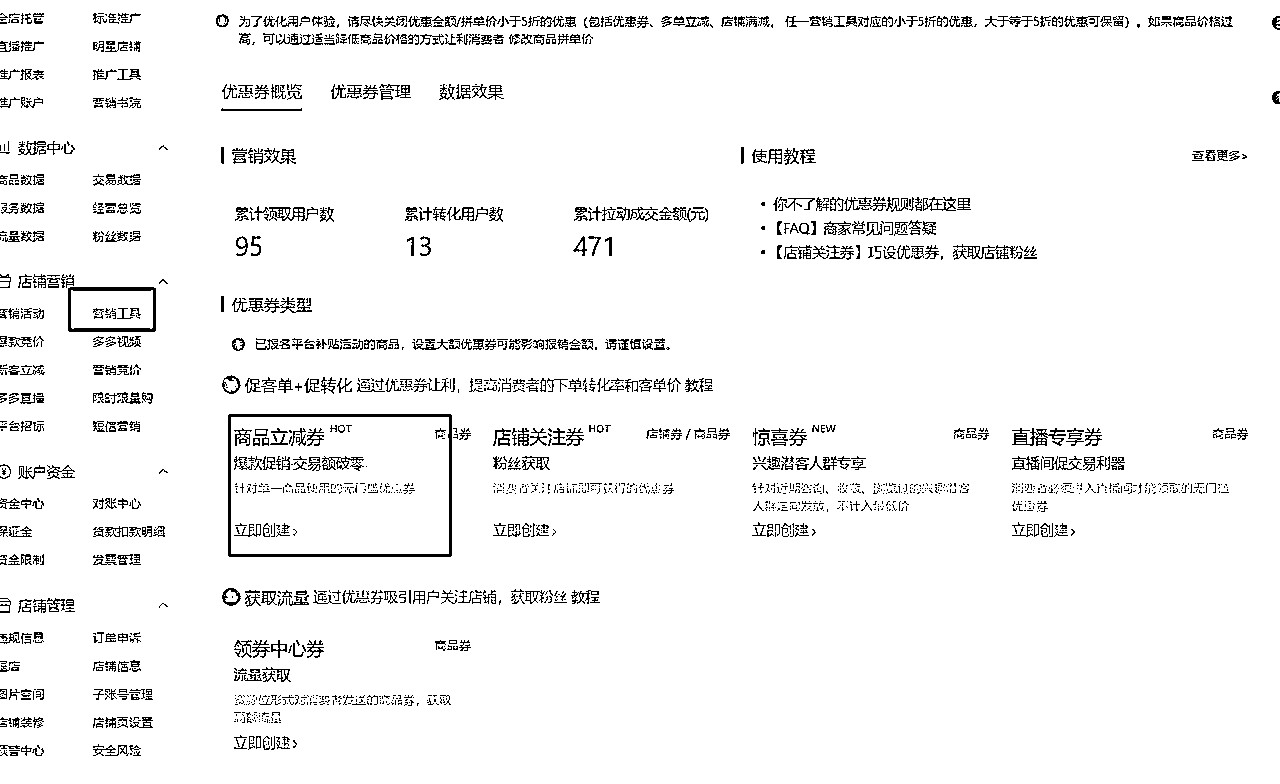 全店托管 标准推广
直播推广 明星店铺
推广报表 推广工具
推广账户 营销书院
数据中心
商品数据 交易数据
服务数据 经营总览
流量数据 粉丝数据
店铺营销
营销活动 营销工具
爆款竞价 多多视频
新客立减 营销竞价
多多直播 限时限量购
平台招标 短信营销
账户资金
资金中心 对账中心
保证金 货款扣款明细
资金限制 发票管理
店铺管理
违规信息 订单申诉
退店 店铺信息
图片空间 子账号管理
店铺装修 店铺页设置
预警中心 安全风险
为了优化用户体验，请尽快关闭优惠金额/拼单价小于5折的优惠（包括优惠券、多单立减、店铺满减，任一营销工具对应的小于5折的优惠，大于等于5折的优惠可保留）。如果商品价格过
高，可以通过适当降低商品价格的方式让利消费者 修改商品拼单价
优惠券概览 优惠券管理 数据效果
营销效果
累计领取用户数 累计转化用户数 累计拉动成交金额(元)
95 13 471
使用教程 查看更多>
• 你不了解的优惠券规则都在这里
• 【FAQ】商家常见问题答疑
• 【店铺关注券】巧设优惠券，获取店铺粉丝
优惠券类型
已报名平台补贴活动的商品，设置大额优惠券可能影响报销金额，请谨慎设置。
促客单+促转化 通过优惠券让利，提高消费者的下单转化率和客单价 教程
商品立减券 HOT 商品券
爆款促销·交易额破零
针对单一商品使用的无门槛优惠券
立即创建>
店铺关注券 HOT 店铺券 / 商品券
粉丝获取
消费者关注店铺即可获得的优惠券
立即创建>
惊喜券 NEW 商品券
兴趣潜客人群专享
针对近期咨询、收藏、浏览过的兴趣潜客
人群定向发放，不计入最低价
立即创建>
直播专享券 商品券
直播间促交易利器
消费者必须进入直播间才能领取的无门槛
优惠券
立即创建>
获取流量 通过优惠券吸引用户关注店铺，获取粉丝 教程
领券中心券 商品券
流量获取
资源位形式对消费者发送的商品券，获取
高额流量
立即创建>